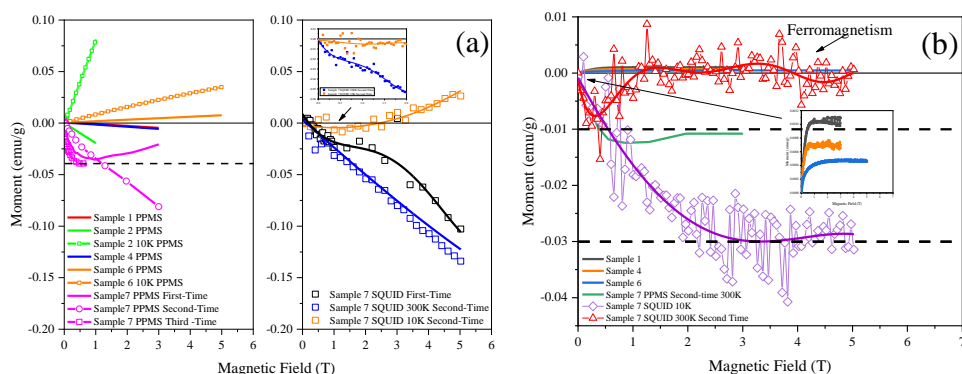 0.10
0.05
0.00
-0.05
-0.10
-0.15
-0.20
Moment (emu/g)
0 1 2 3 4 5 6
Sample 1 PPMS
Sample 2 PPMS
Sample 2 10K PPMS
Sample 4 PPMS
Sample 6 PPMS
Sample 6 10K PPMS
Sample7 PPMS First-Time
Sample7 PPMS Second-Time
Sample 7 PPMS Third -Time
0.10
0.05
0.00
-0.05
-0.10
-0.15
-0.20
0 1 2 3 4 5 6
(a)
Sample 7 SQUID First-Time
Sample 7 SQUID 300K Second-Time
Sample 7 SQUID 10K Second-Time
Magnetic Field (T)
0.01
0.00
-0.01
-0.02
-0.03
-0.04
Moment (emu/g)
0 1 2 3 4 5 6 7
Ferromagnetism
(b)
Magnetic Field (T)
Sample 1
Sample 4
Sample 6
Sample 7 PPMS Second-time 300K
Sample 7 SQUID 10K
Sample 7 SQUID 300K Second Time
Magnetic Field (T)